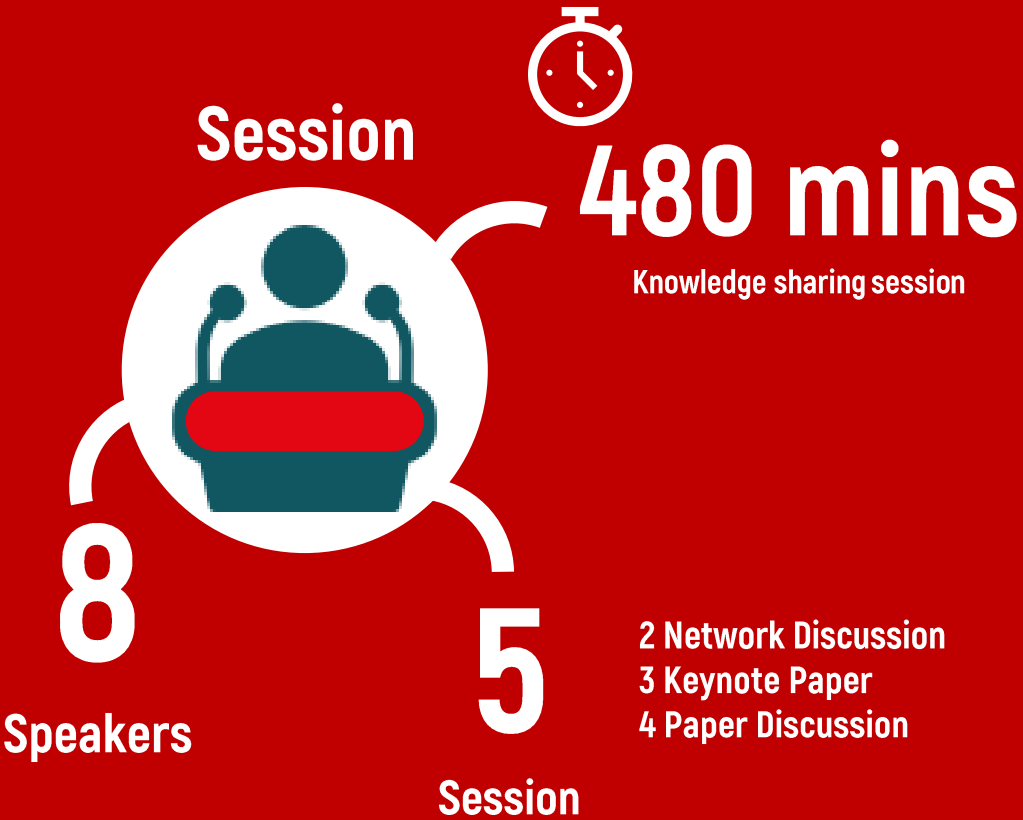 Session
480 mins
Knowledge sharing session
8
Speakers
5
Session
2 Network Discussion
3 Keynote Paper
4 Paper Discussion